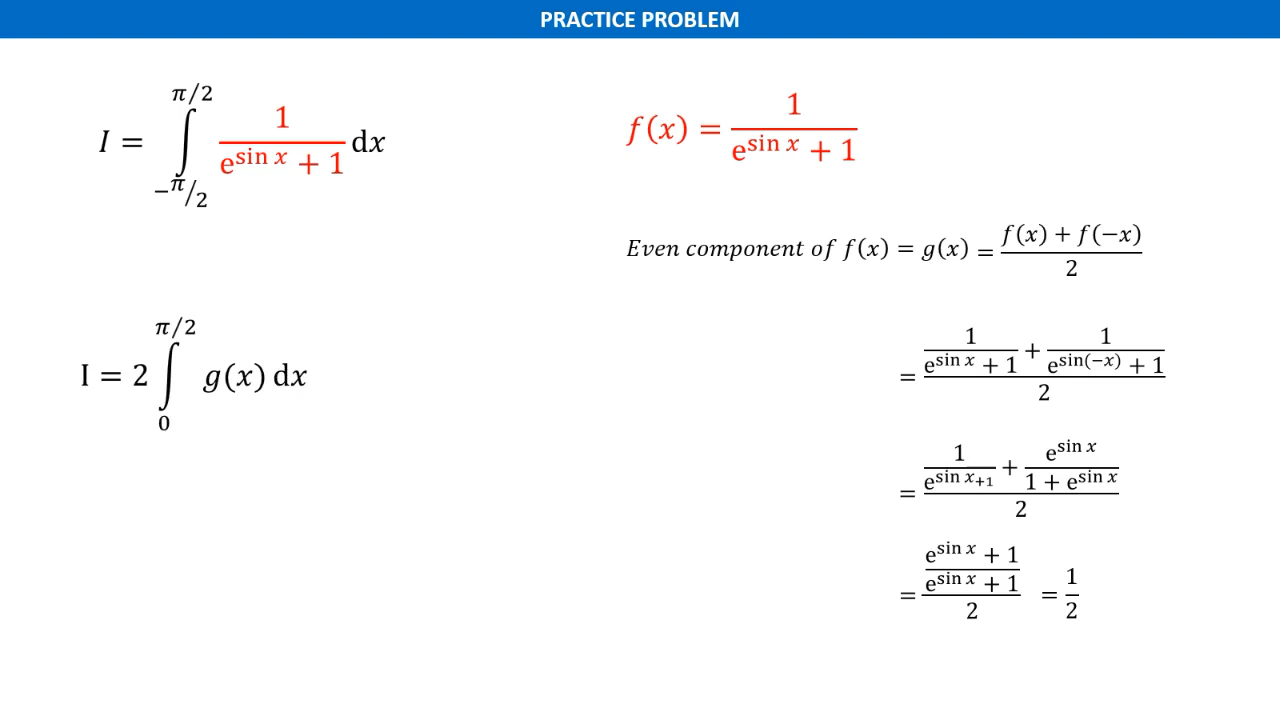 PRACTICE PROBLEM
I = ∫_{−π/2}^{π/2} 1/(e^{sin x} + 1) dx
f(x) = 1/(e^{sin x} + 1)
Even component of f(x) = g(x) = (f(x) + f(−x))/2
I = 2 ∫_{0}^{π/2} g(x) dx
= (1/(e^{sin x} + 1) + 1/(e^{sin(−x)} + 1))/2
= (1/(e^{sin x}+1) + e^{sin x}/(1 + e^{sin x}))/2
= ((e^{sin x} + 1)/(e^{sin x} + 1))/2 = 1/2